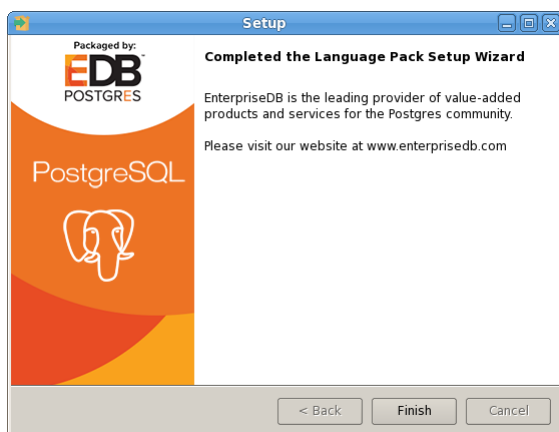 Setup
Packaged by:
EDB
POSTGRES
PostgreSQL
Completed the Language Pack Setup Wizard
EnterpriseDB is the leading provider of value-added
products and services for the Postgres community.
Please visit our website at www.enterprisedb.com
< Back
Finish
Cancel